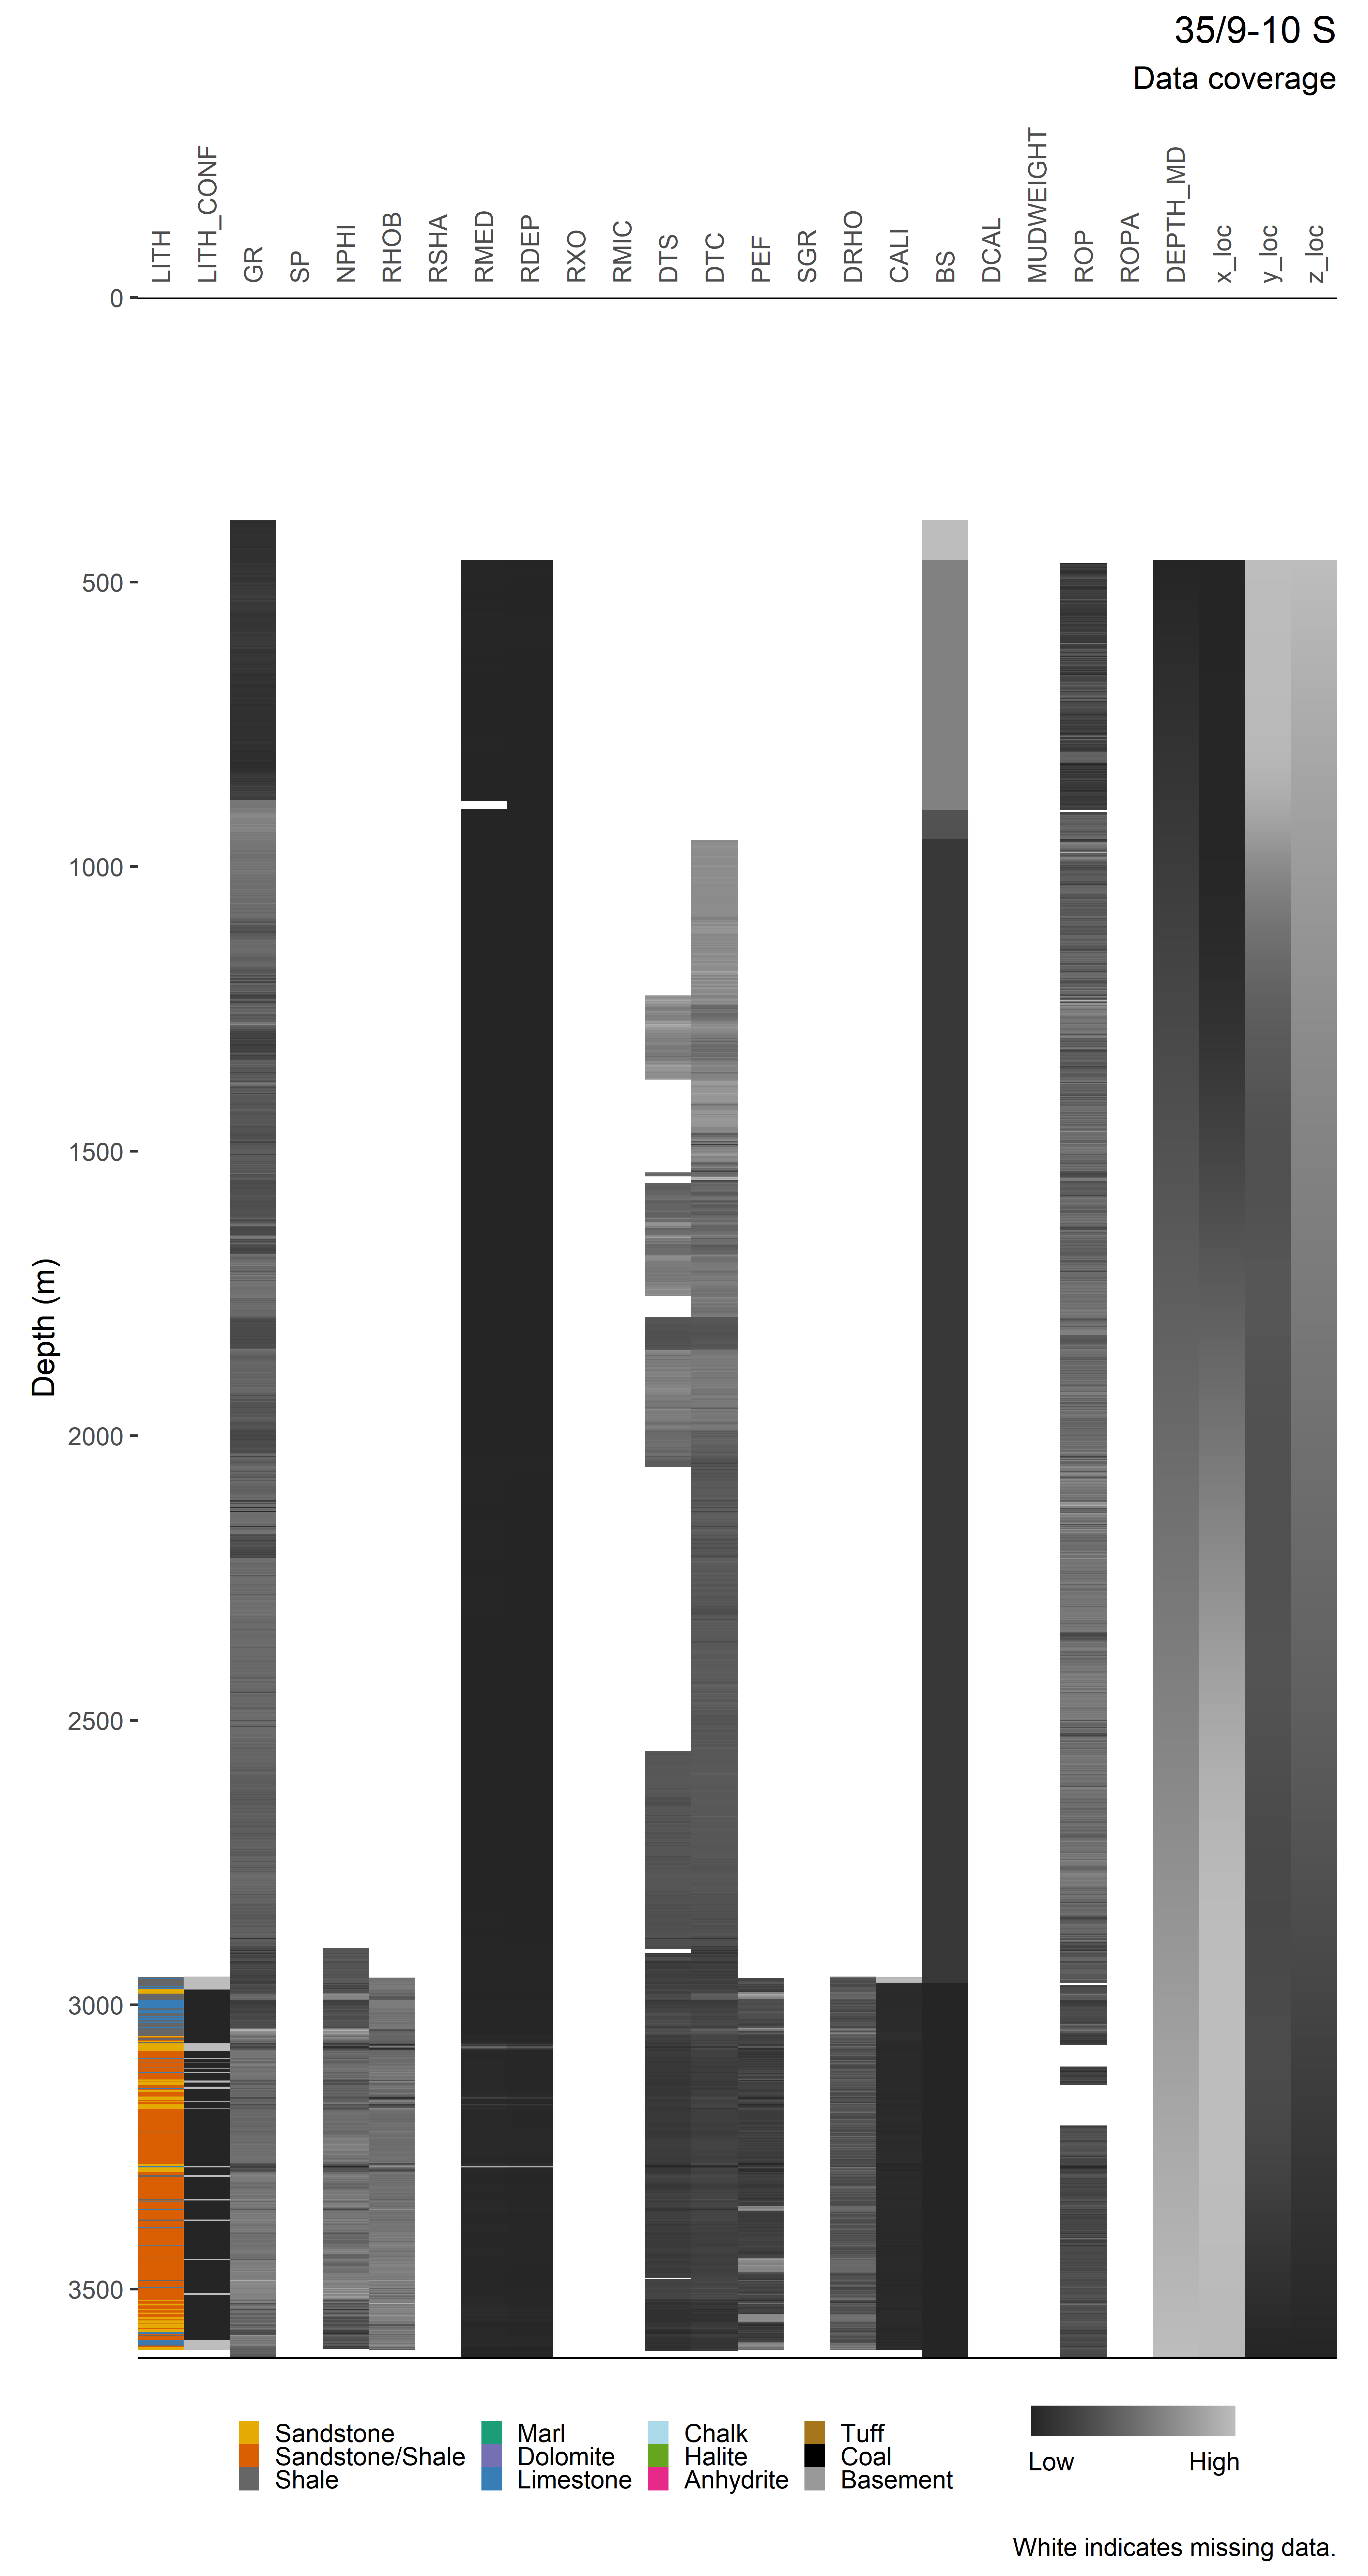 35/9-10 S
Data coverage
LITH
LITH_CONF
GR
SP
NPHI
RHOB
RSHA
RMED
RDEP
RXO
RMIC
DTS
DTC
PEF
SGR
DRHO
CALI
BS
DCAL
MUDWEIGHT
ROP
ROPA
DEPTH_MD
x_loc
y_loc
z_loc
0
500
1000
1500
2000
2500
3000
3500
Depth (m)
Sandstone Marl Chalk Tuff
Sandstone/Shale Dolomite Halite Coal
Shale Limestone Anhydrite Basement
Low High
White indicates missing data.